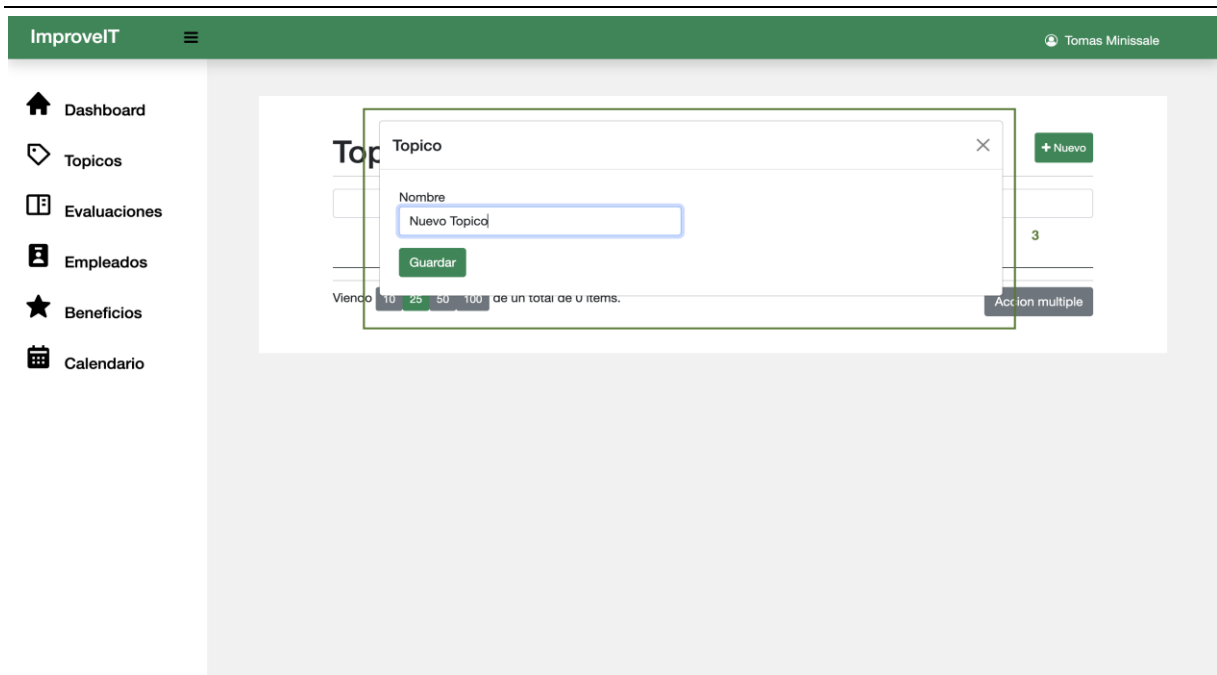 ImproveIT
Tomas Minissale
Dashboard
Topicos
Evaluaciones
Empleados
Beneficios
Calendario
Top
Topico
+ Nuevo
Nombre
Nuevo Topico
3
Guardar
Viendo 10 25 50 100 de un total de 0 items.
Accion multiple